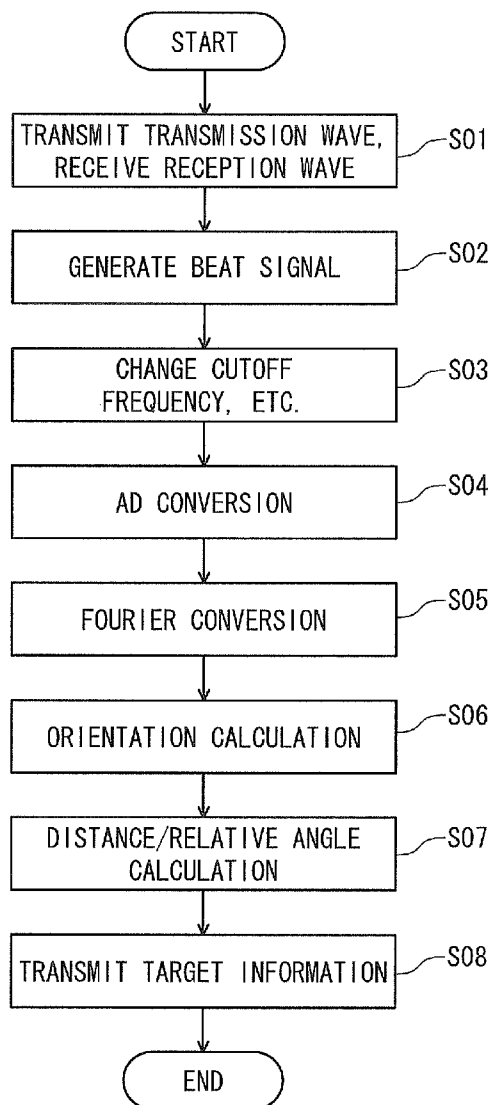 START
TRANSMIT TRANSMISSION WAVE,
RECEIVE RECEPTION WAVE
S01
GENERATE BEAT SIGNAL
S02
CHANGE CUTOFF
FREQUENCY, ETC.
S03
AD CONVERSION
S04
FOURIER CONVERSION
S05
ORIENTATION CALCULATION
S06
DISTANCE/RELATIVE ANGLE
CALCULATION
S07
TRANSMIT TARGET INFORMATION
S08
END